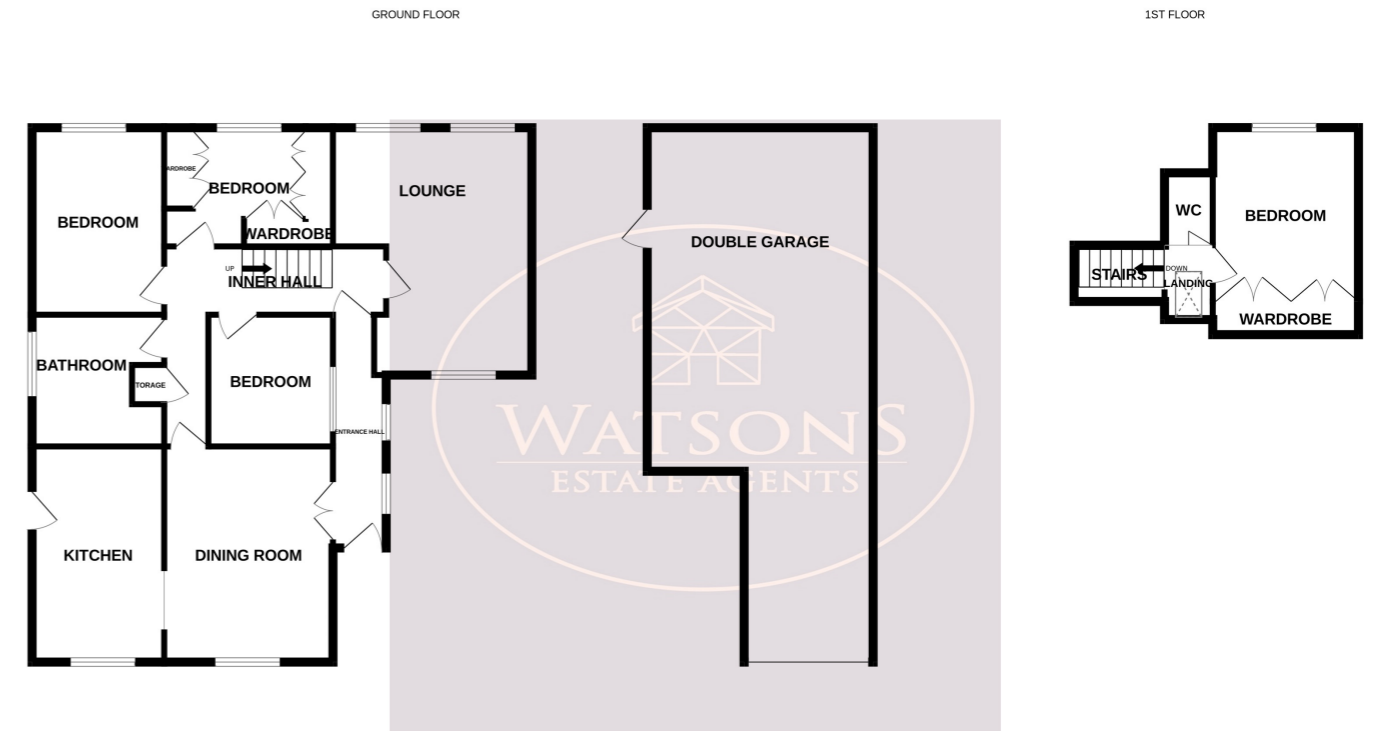 GROUND FLOOR
1ST FLOOR
BEDROOM
ARDROBE
BEDROOM
WARDROBE
LOUNGE
UP
INNER HALL
BATHROOM
TORAGE
BEDROOM
ENTRANCE HALL
KITCHEN
DINING ROOM
DOUBLE GARAGE
WATSONS
ESTATE AGENTS
WC
BEDROOM
STAIRS
DOWN
LANDING
WARDROBE